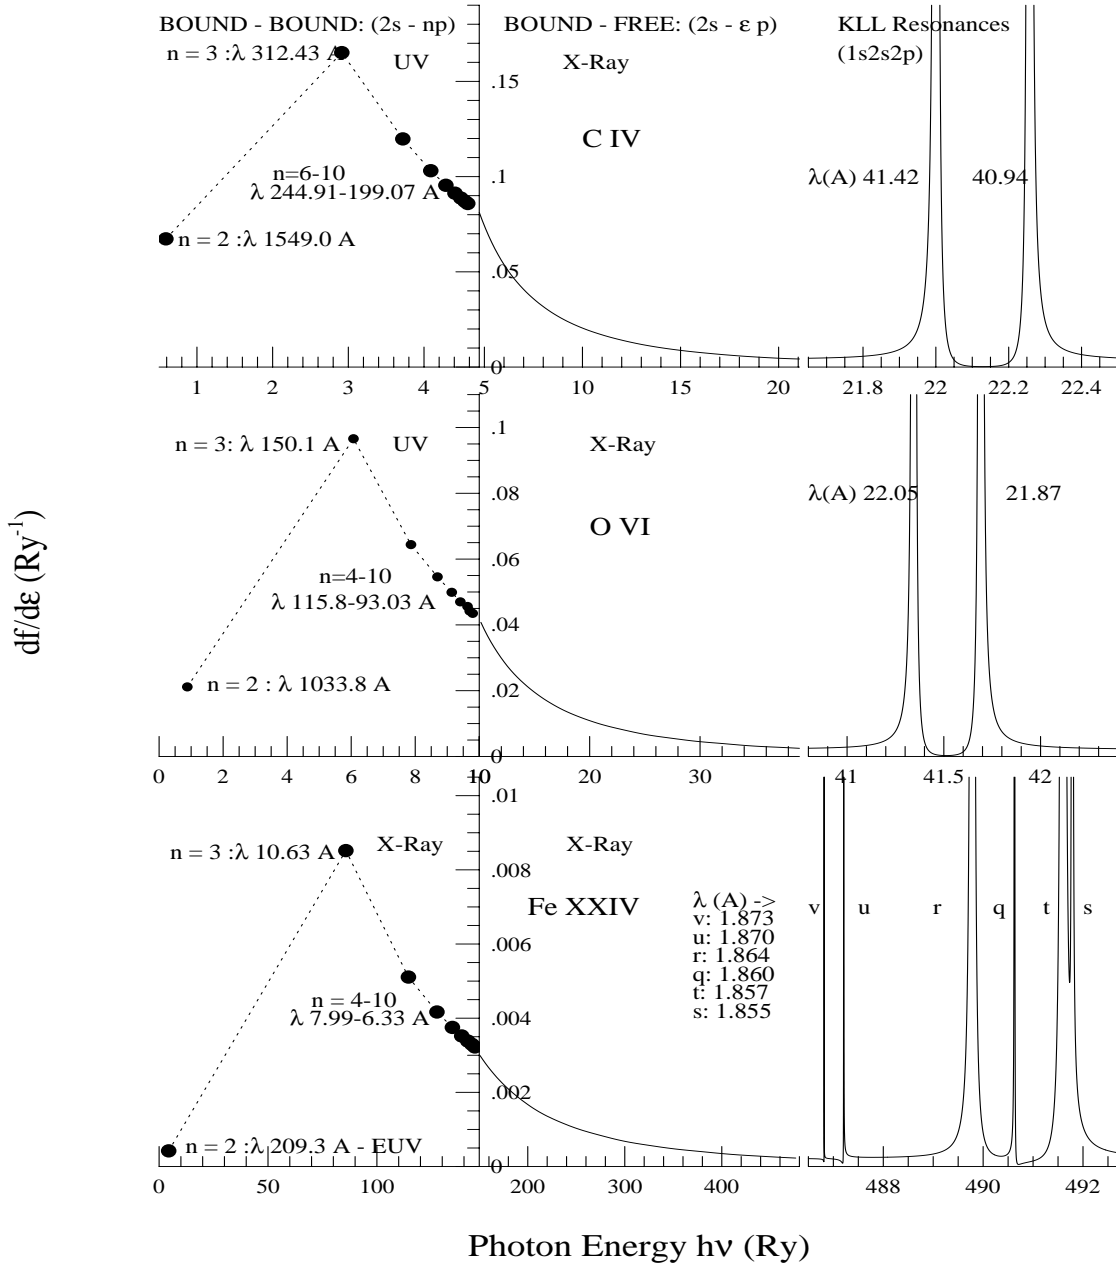 BOUND - BOUND: (2s - np)
BOUND - FREE: (2s - ε p)
KLL Resonances
(1s2s2p)
n = 3 :λ 312.43 A
UV
X-Ray
.15
C IV
n=6-10
λ 244.91-199.07 A
.1
λ(A) 41.42
40.94
n = 2 :λ 1549.0 A
.05
0
1 2 3 4 5 10 15 20 21.8 22 22.2 22.4
.1
n = 3: λ 150.1 A
UV
X-Ray
.08
λ(A) 22.05
21.87
O VI
.06
n=4-10
λ 115.8-93.03 A
.04
n = 2 : λ 1033.8 A
.02
0
0 2 4 6 8 10 20 30 41 41.5 42
.01
n = 3 :λ 10.63 A
X-Ray
X-Ray
.008
Fe XXIV
λ (A) ->
v: 1.873
u: 1.870
r: 1.864
q: 1.860
t: 1.857
s: 1.855
v u r q t s
.006
n = 4-10
λ 7.99-6.33 A
.004
.002
n = 2 :λ 209.3 A - EUV
0
0 50 100 200 300 400 488 490 492
df/dε (Ry⁻¹)
Photon Energy hν (Ry)